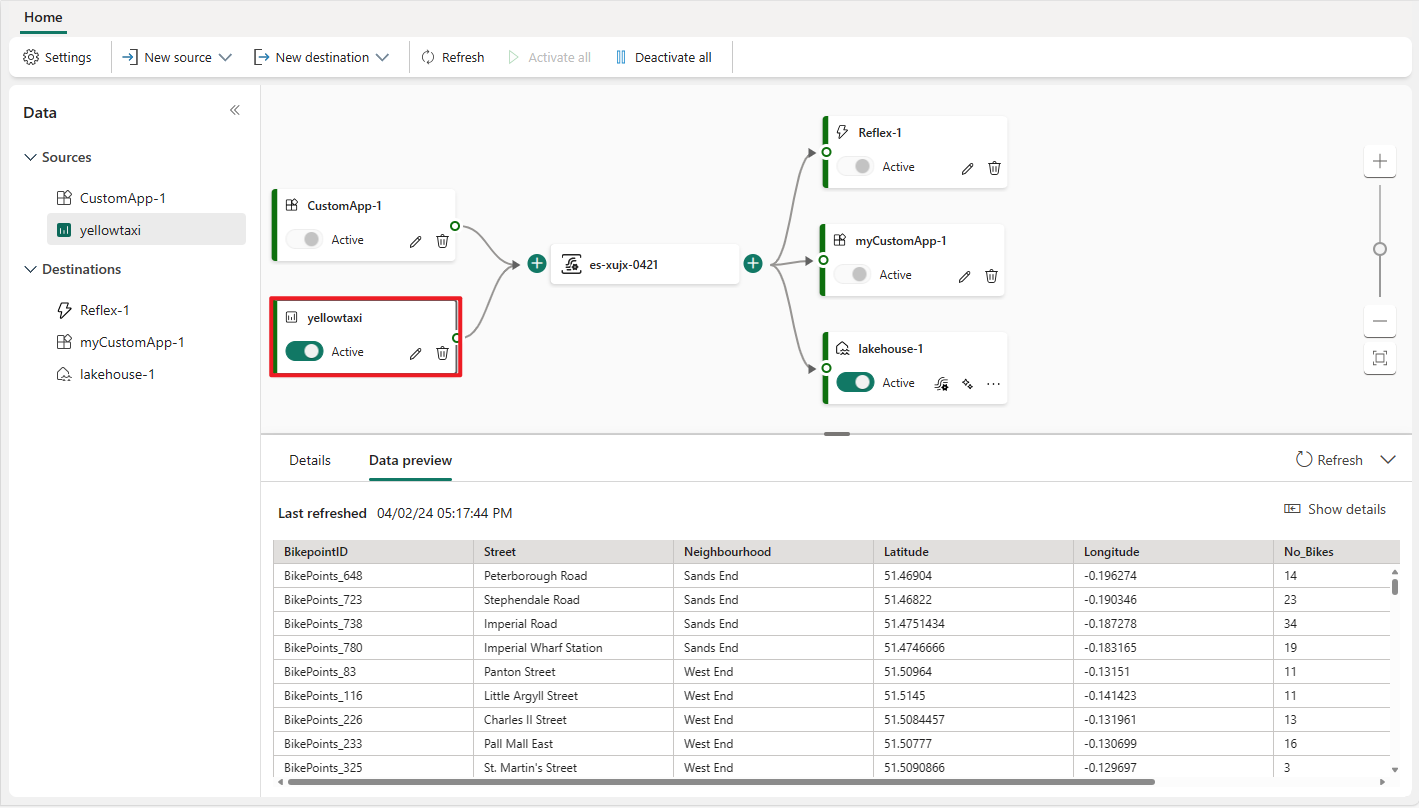 Home
Settings
New source
New destination
Refresh
Activate all
Deactivate all
Data
Sources
CustomApp-1
yellowtaxi
Destinations
Reflex-1
myCustomApp-1
lakehouse-1
CustomApp-1
Active
yellowtaxi
Active
es-xujx-0421
Reflex-1
Active
myCustomApp-1
Active
lakehouse-1
Active
Details Data preview Refresh
Last refreshed 04/02/24 05:17:44 PM Show details
BikepointID Street Neighbourhood Latitude Longitude No_Bikes
BikePoints_648 Peterborough Road Sands End 51.46904 -0.196274 14
BikePoints_723 Stephendale Road Sands End 51.46822 -0.190346 23
BikePoints_738 Imperial Road Sands End 51.4751434 -0.187278 34
BikePoints_780 Imperial Wharf Station Sands End 51.4746666 -0.183165 19
BikePoints_83 Panton Street West End 51.50964 -0.13151 11
BikePoints_116 Little Argyll Street West End 51.5145 -0.141423 11
BikePoints_226 Charles II Street West End 51.5084457 -0.131961 13
BikePoints_233 Pall Mall East West End 51.50777 -0.130699 16
BikePoints_325 St. Martin's Street West End 51.5090866 -0.129697 3